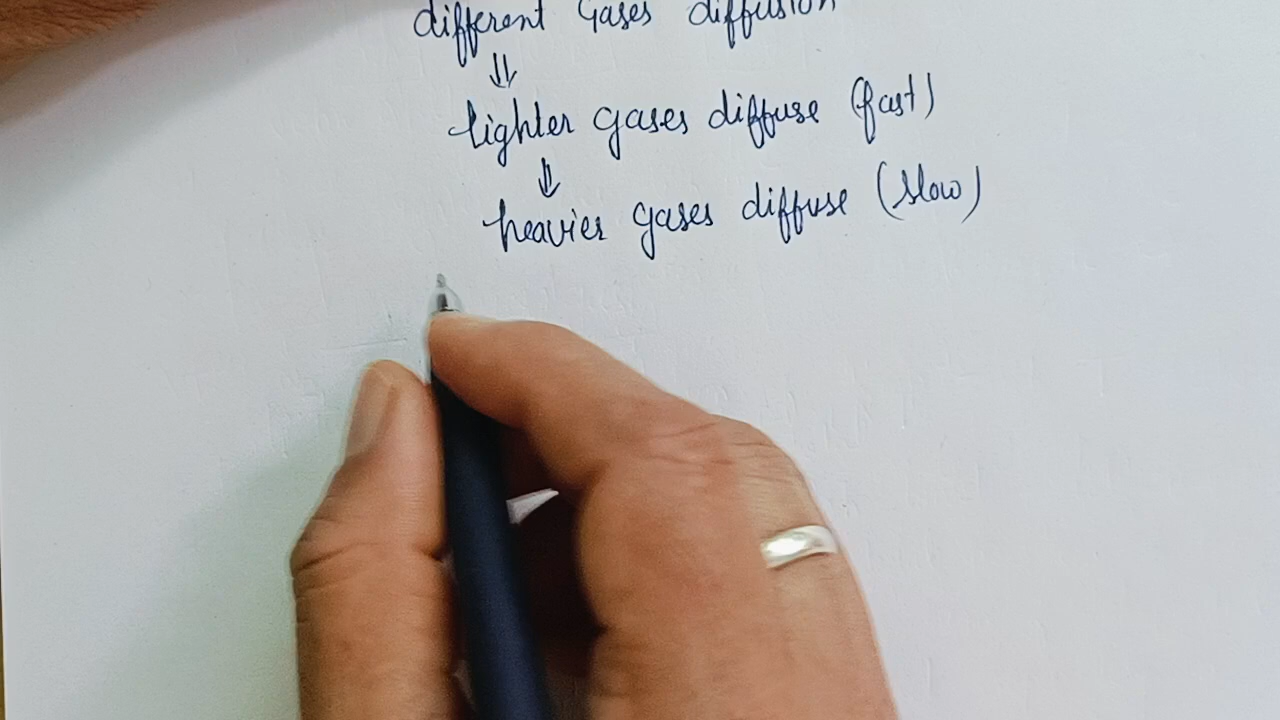 different Gases diffusion
⇓
lighter gases diffuse (fast)
⇓
heavier gases diffuse (slow)